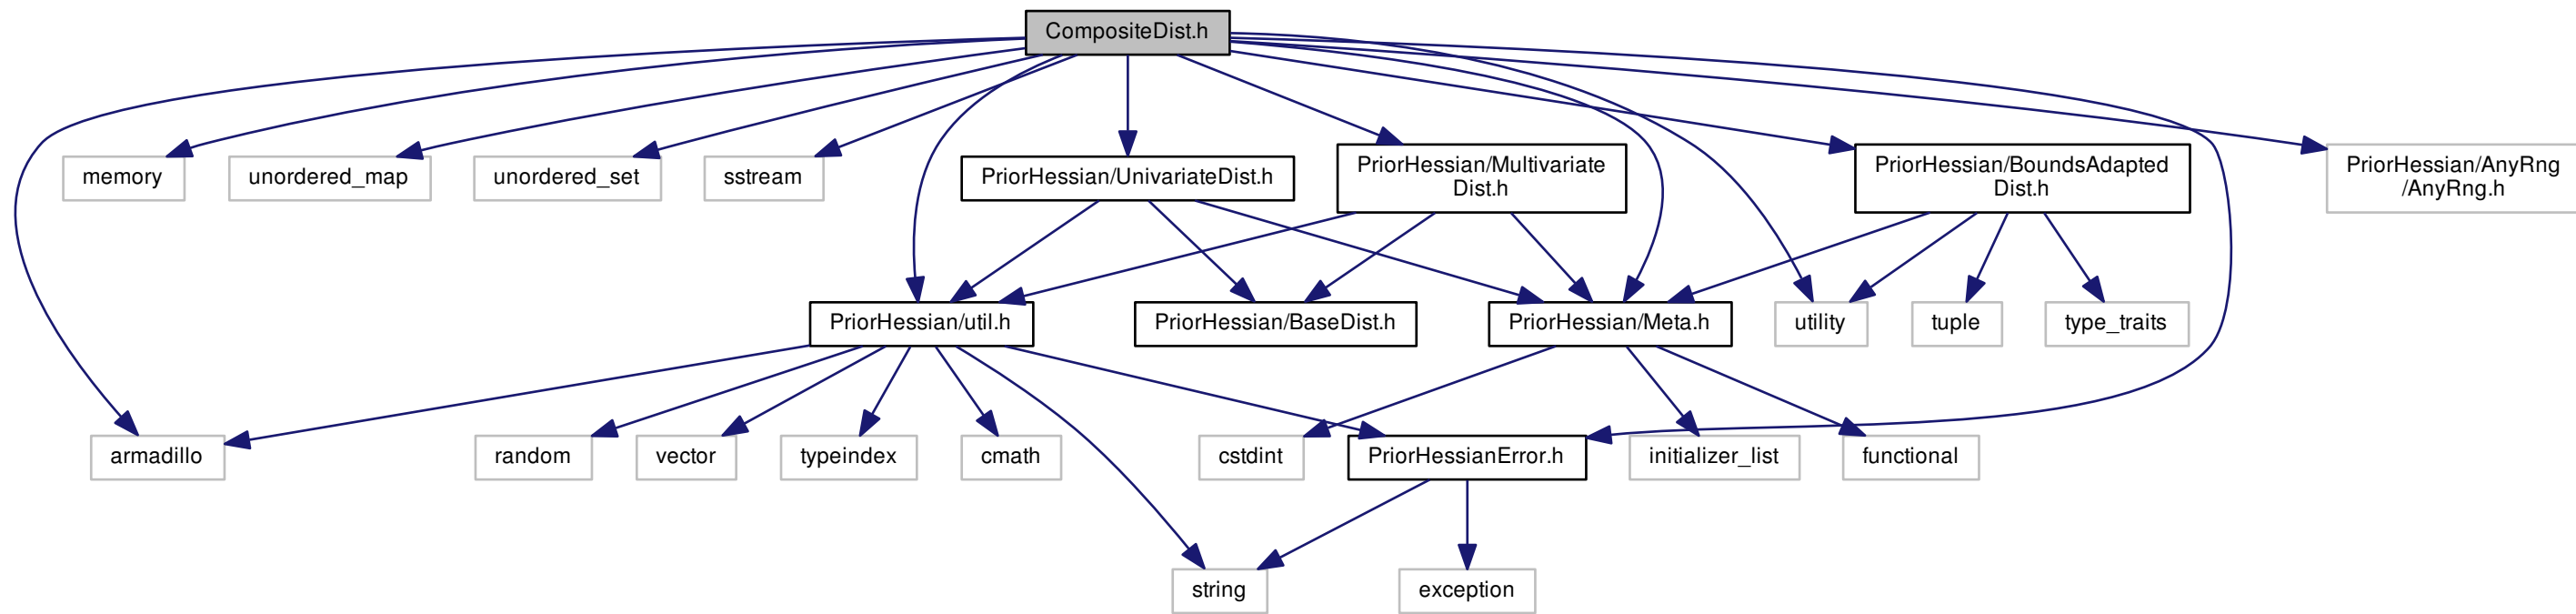 CompositeDist.h
memory
unordered_map
unordered_set
sstream
PriorHessian/UnivariateDist.h
PriorHessian/Multivariate
Dist.h
PriorHessian/BoundsAdapted
Dist.h
PriorHessian/AnyRng
/AnyRng.h
PriorHessian/util.h
PriorHessian/BaseDist.h
PriorHessian/Meta.h
utility
tuple
type_traits
armadillo
random
vector
typeindex
cmath
cstdint
PriorHessianError.h
initializer_list
functional
string
exception